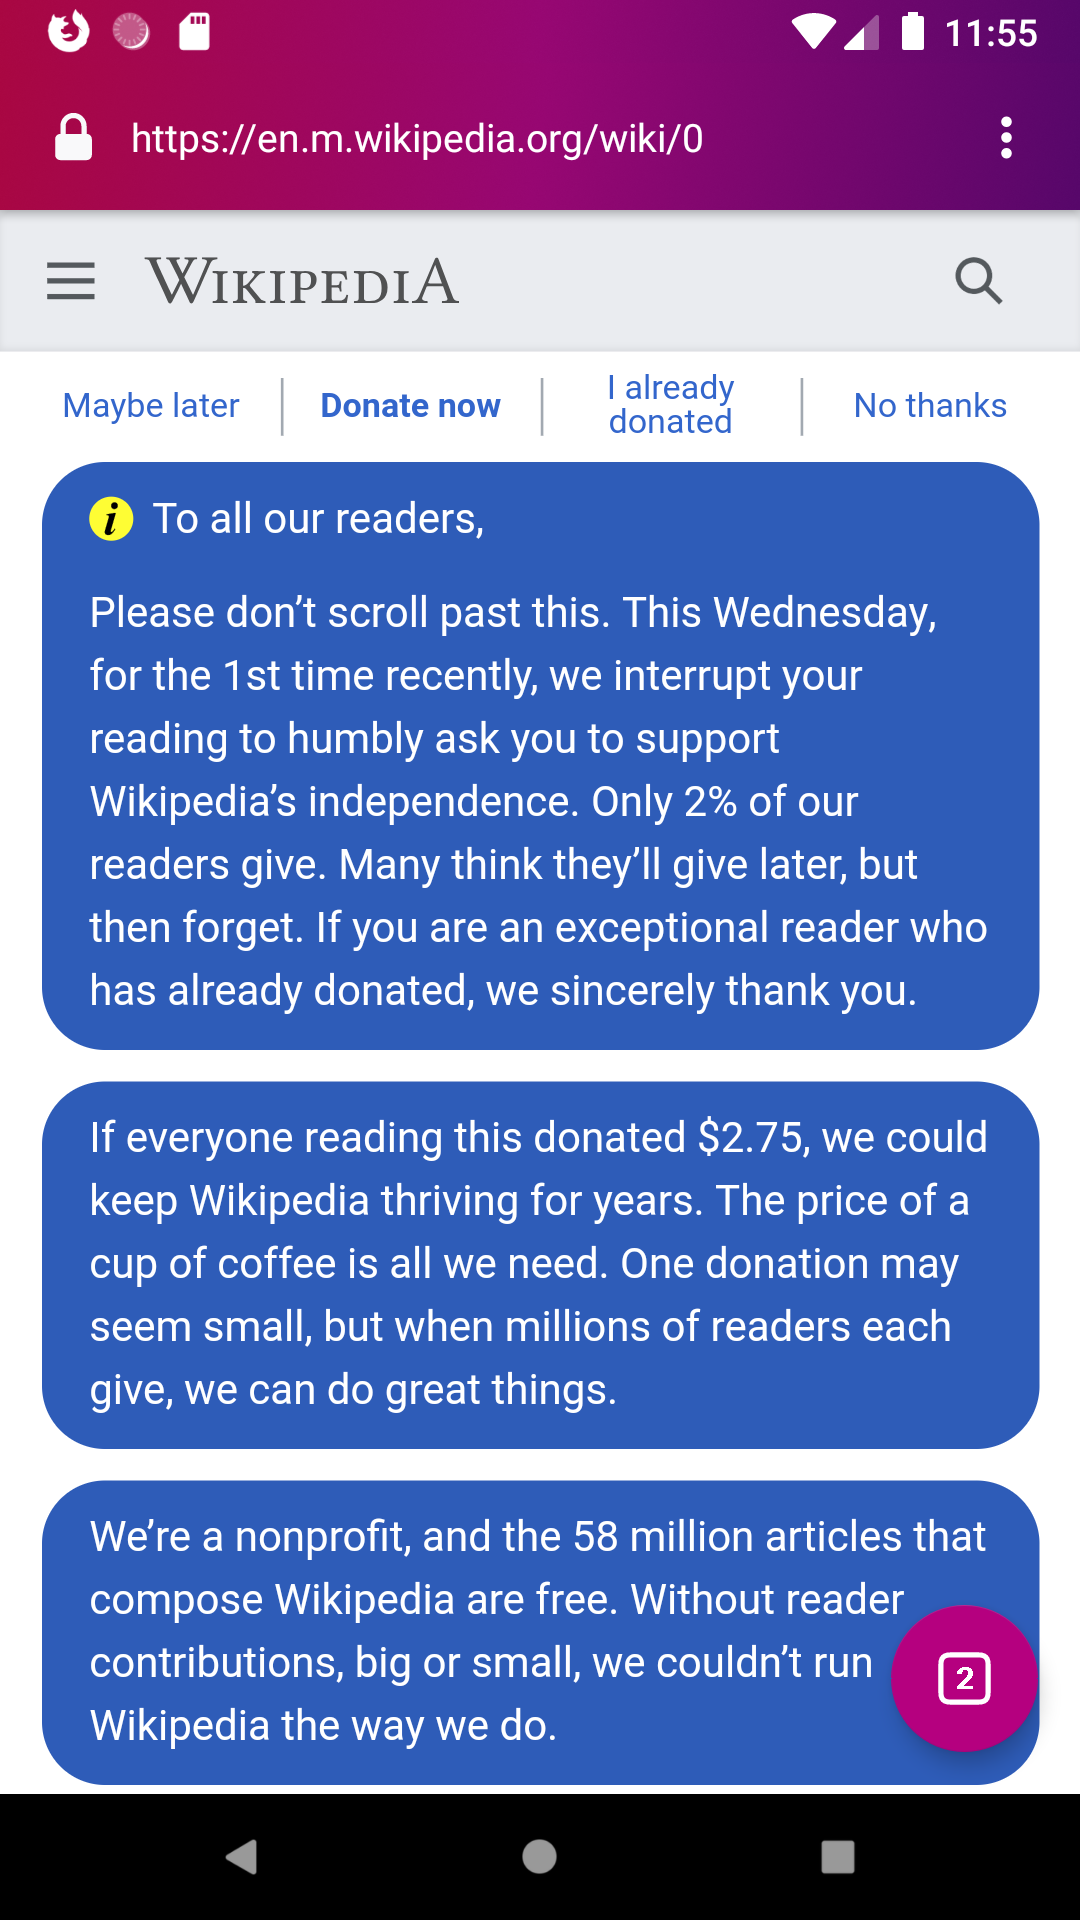 11:55
https://en.m.wikipedia.org/wiki/0
WIKIPEDIA
Maybe later
Donate now
I already
donated
No thanks
i To all our readers,
Please don’t scroll past this. This Wednesday,
for the 1st time recently, we interrupt your
reading to humbly ask you to support
Wikipedia’s independence. Only 2% of our
readers give. Many think they’ll give later, but
then forget. If you are an exceptional reader who
has already donated, we sincerely thank you.
If everyone reading this donated $2.75, we could
keep Wikipedia thriving for years. The price of a
cup of coffee is all we need. One donation may
seem small, but when millions of readers each
give, we can do great things.
We’re a nonprofit, and the 58 million articles that
compose Wikipedia are free. Without reader
contributions, big or small, we couldn’t run
Wikipedia the way we do.
2